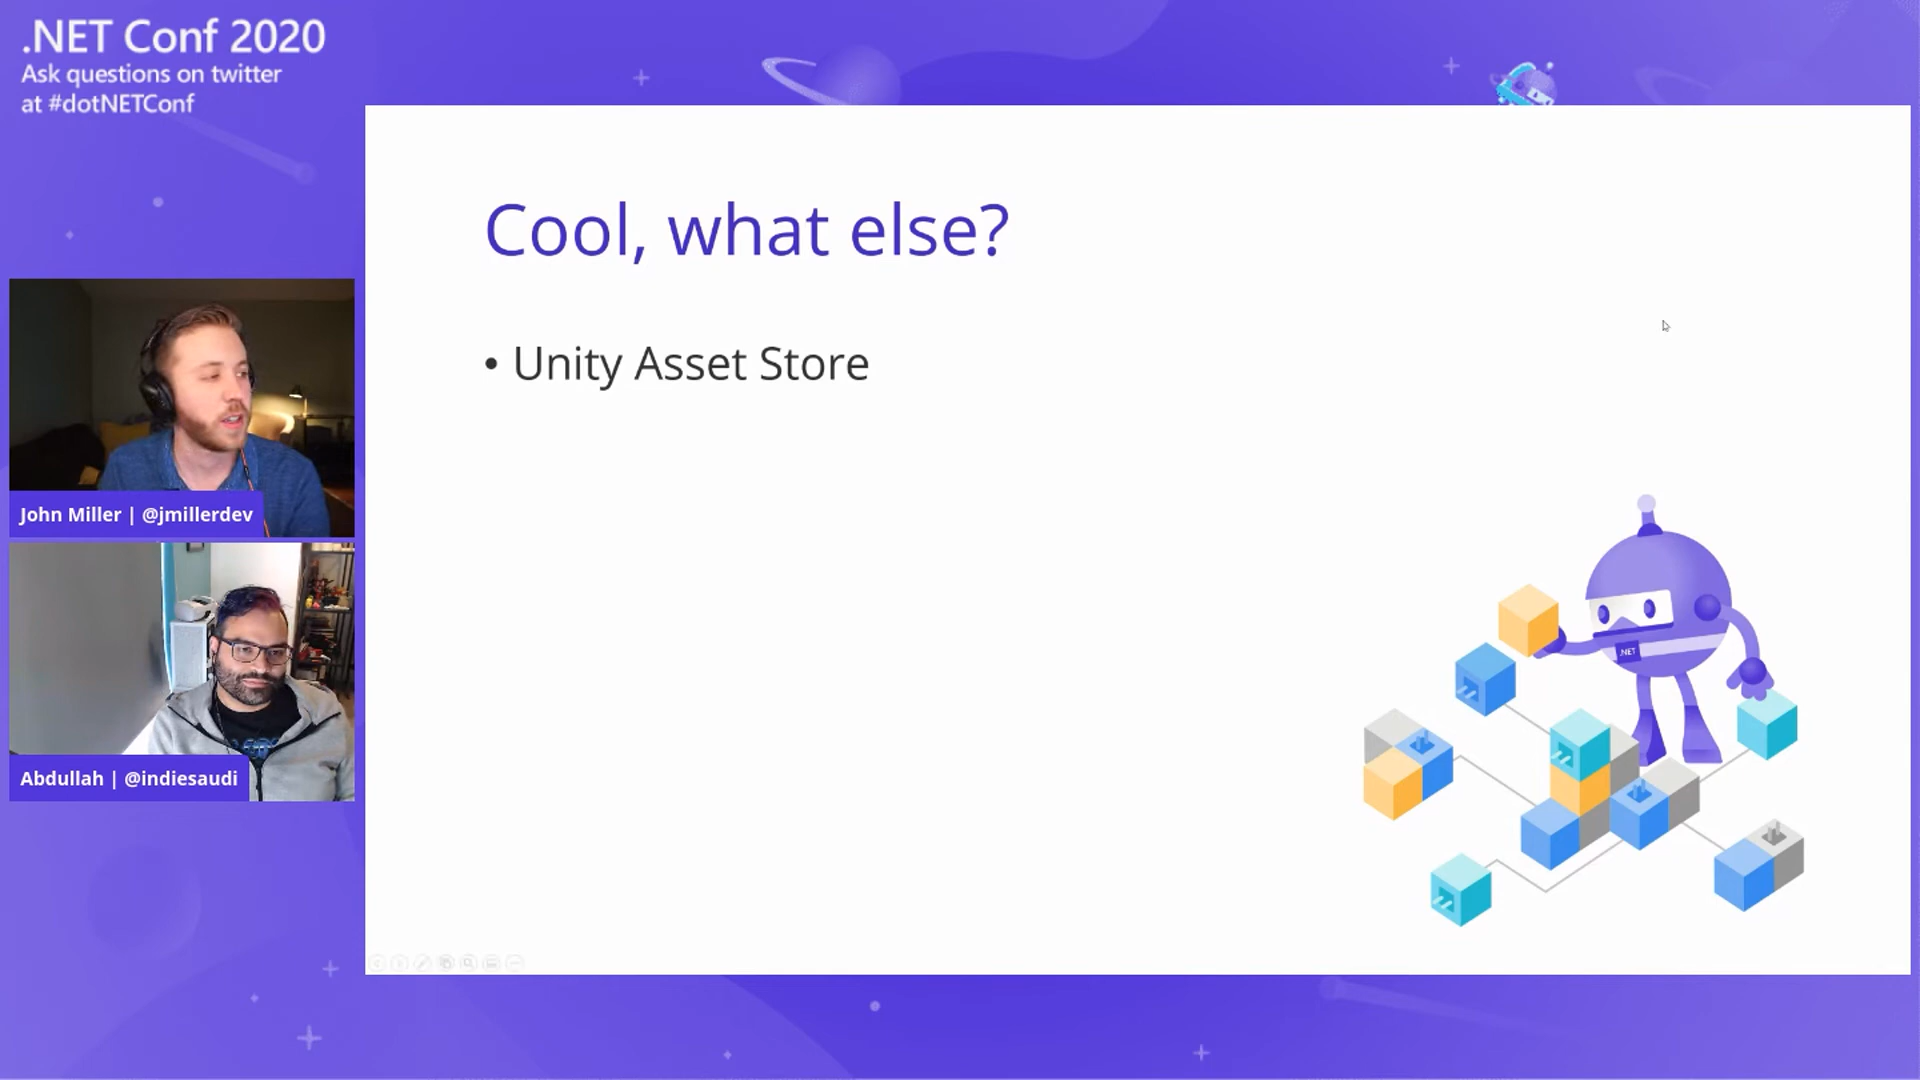 .NET Conf 2020
Ask questions on twitter
at #dotNETConf
Cool, what else?
• Unity Asset Store
John Miller | @jmillerdev
Abdullah | @indiesaudi
.NET